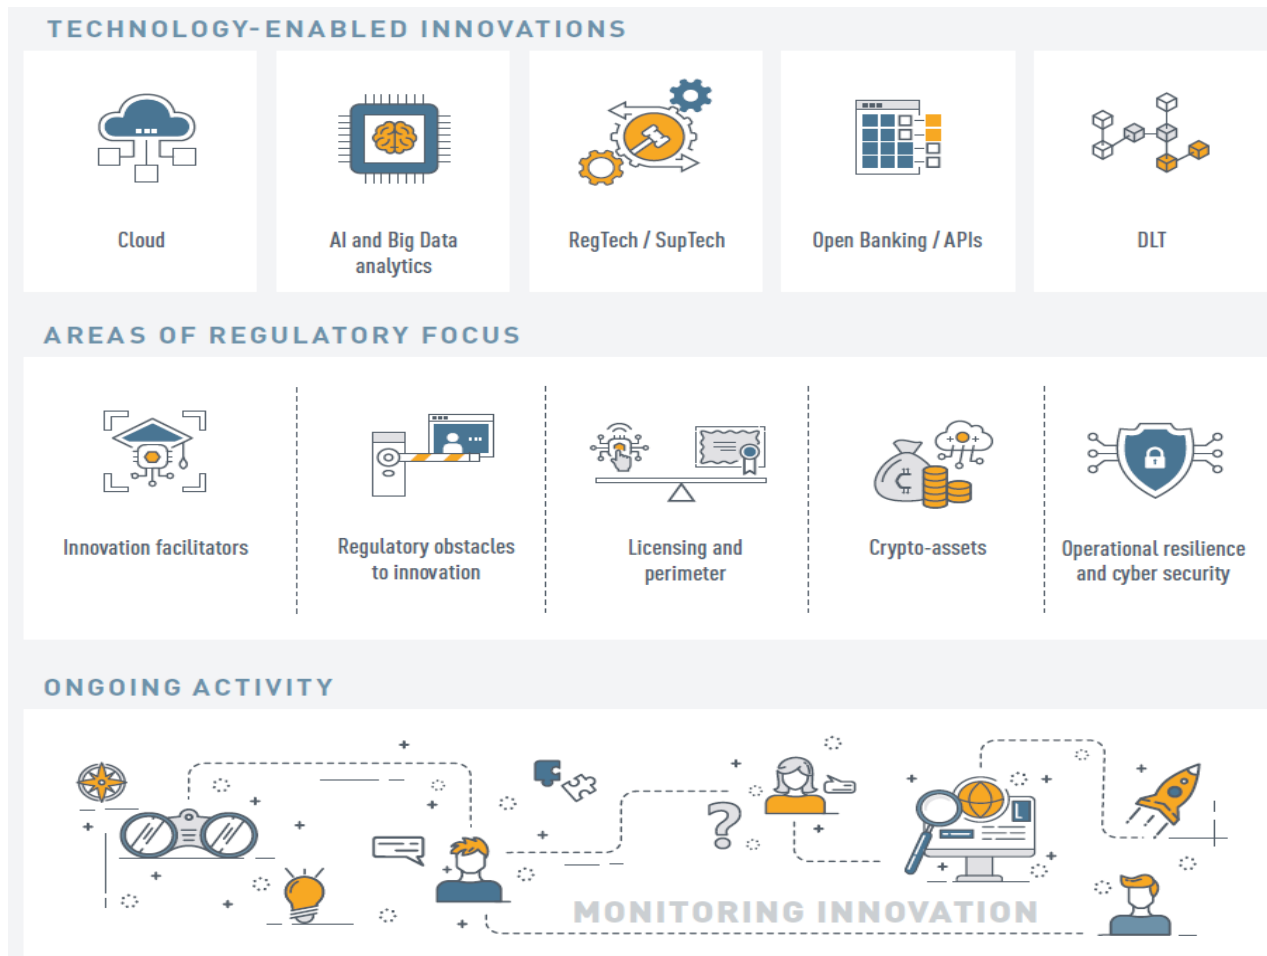 TECHNOLOGY-ENABLED INNOVATIONS
Cloud
AI and Big Data
analytics
RegTech / SupTech
Open Banking / APIs
DLT
AREAS OF REGULATORY FOCUS
Innovation facilitators
Regulatory obstacles
to innovation
Licensing and
perimeter
Crypto-assets
Operational resilience
and cyber security
ONGOING ACTIVITY
?
MONITORING INNOVATION